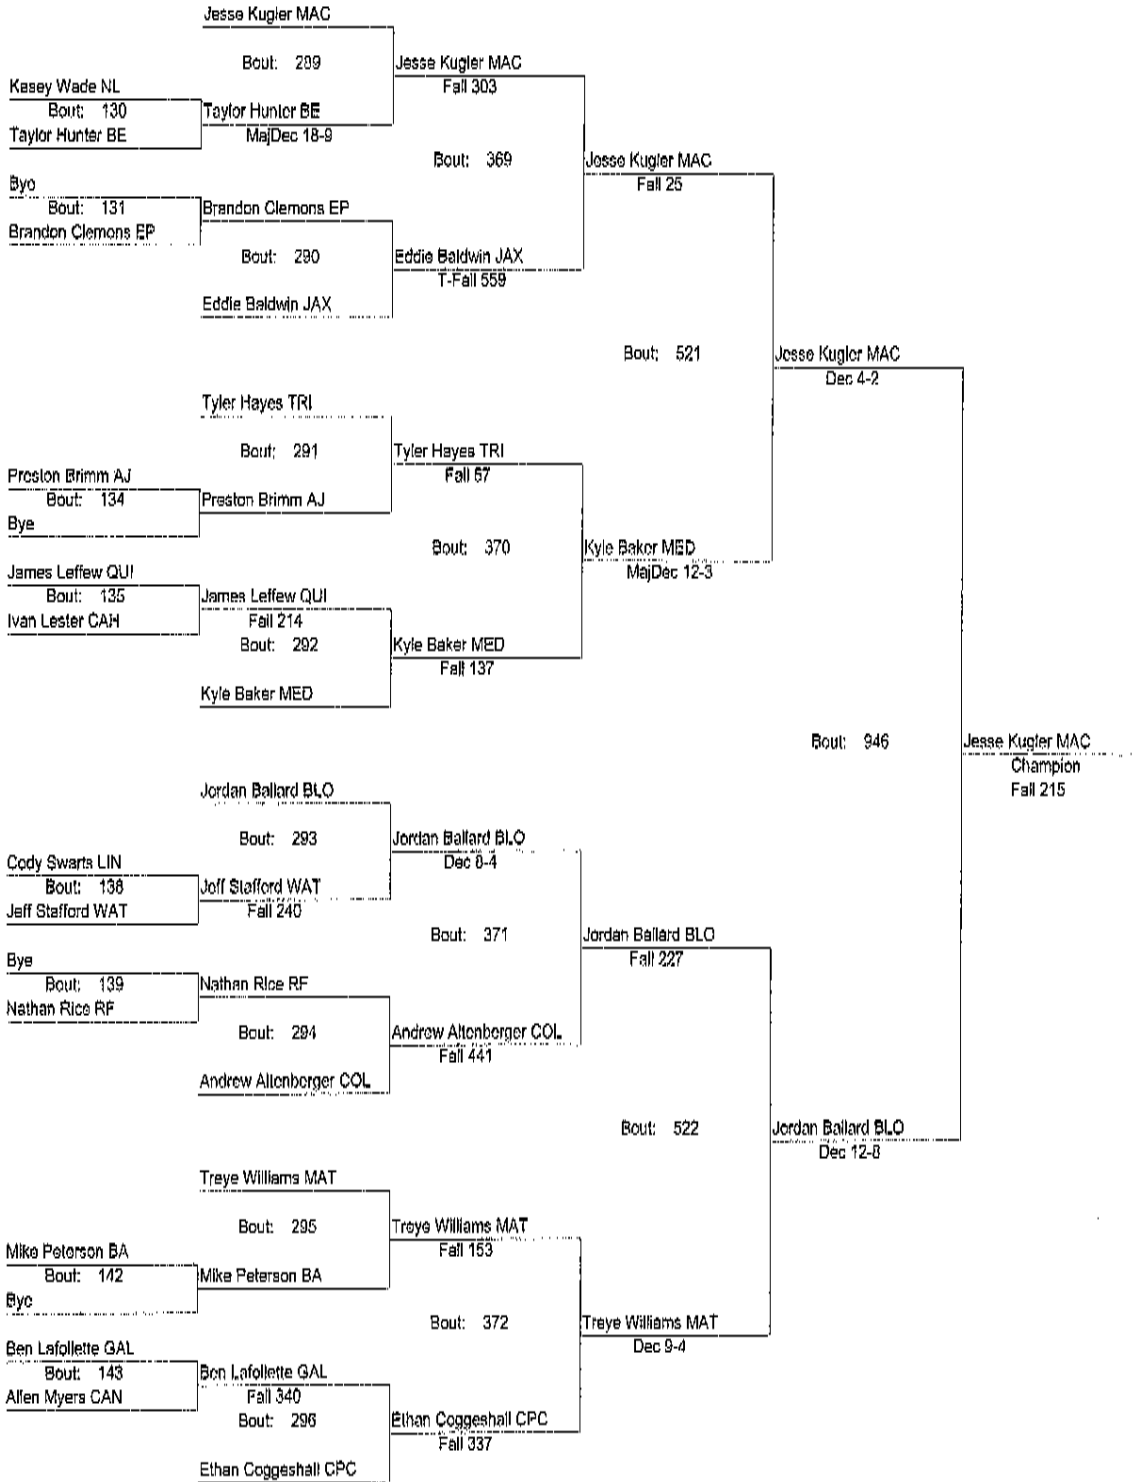 Jesse Kugler MAC
Bout: 289
Jesse Kugler MAC
Fall 303
Kasey Wade NL
Bout: 130
Taylor Hunter BE
Taylor Hunter BE
MajDec 18-9
Bout: 369
Jesse Kugler MAC
Fall 25
Bye
Bout: 131
Brandon Clemons EP
Brandon Clemons EP
Bout: 290
Eddie Baldwin JAX
T-Fall 559
Eddie Baldwin JAX
Bout: 521
Jesse Kugler MAC
Dec 4-2
Tyler Hayes TRI
Bout: 291
Tyler Hayes TRI
Fall 57
Preston Brimm AJ
Bout: 134
Preston Brimm AJ
Bye
Bout: 370
Kyle Baker MED
MajDec 12-3
James Leffew QUI
Bout: 135
James Leffew QUI
Ivan Lester CAH
Fall 214
Bout: 292
Kyle Baker MED
Fall 137
Kyle Baker MED
Bout: 946
Jesse Kugler MAC
Champion
Fall 215
Jordan Ballard BLO
Bout: 293
Jordan Ballard BLO
Dec 8-4
Cody Swarts LIN
Bout: 138
Jeff Stafford WAT
Jeff Stafford WAT
Fall 240
Bout: 371
Jordan Ballard BLO
Fall 227
Bye
Bout: 139
Nathan Rice RF
Nathan Rice RF
Bout: 294
Andrew Altenberger COL
Fall 441
Andrew Altenberger COL
Bout: 522
Jordan Ballard BLO
Dec 12-8
Treye Williams MAT
Bout: 295
Treye Williams MAT
Fall 153
Mike Peterson BA
Bout: 142
Mike Peterson BA
Bye
Bout: 372
Treye Williams MAT
Dec 9-4
Ben Lafollette GAL
Bout: 143
Ben Lafollette GAL
Allen Myers CAN
Fall 340
Bout: 296
Ethan Coggeshall CPC
Fall 337
Ethan Coggeshall CPC